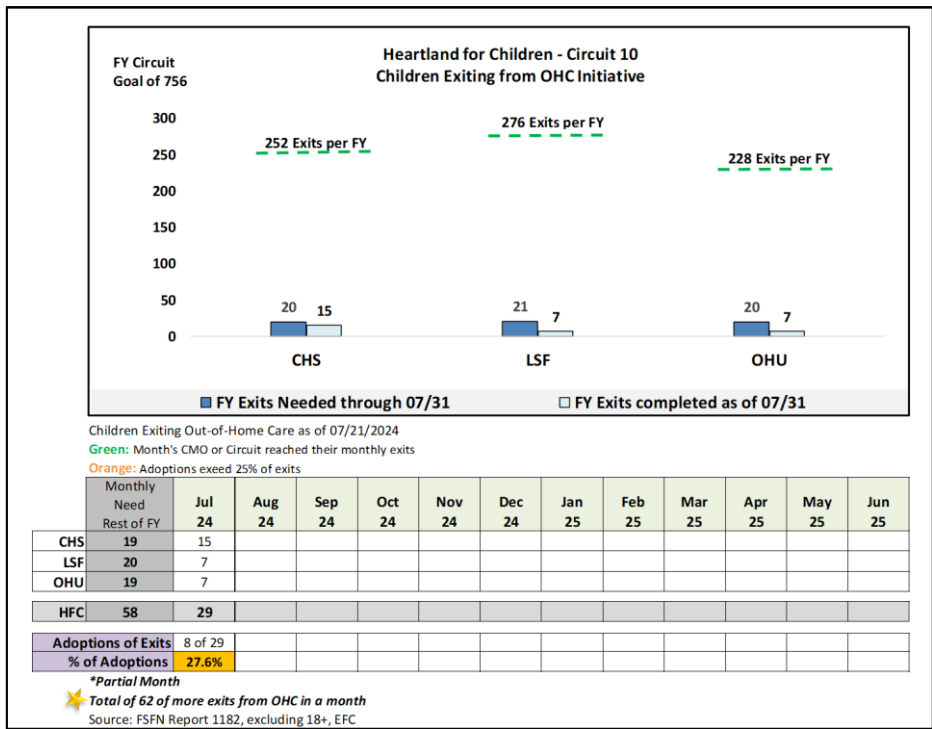 FY Circuit
Goal of 756
Heartland for Children - Circuit 10
Children Exiting from OHC Initiative
300
250
200
150
100
50
0
252 Exits per FY
276 Exits per FY
228 Exits per FY
20 15
21 7
20 7
CHS LSF OHU
FY Exits Needed through 07/31 FY Exits completed as of 07/31
Children Exiting Out-of-Home Care as of 07/21/2024
Green: Month's CMO or Circuit reached their monthly exits
Orange: Adoptions exeed 25% of exits
Monthly Need Rest of FY Jul 24 Aug 24 Sep 24 Oct 24 Nov 24 Dec 24 Jan 25 Feb 25 Mar 25 Apr 25 May 25 Jun 25
CHS 19 15
LSF 20 7
OHU 19 7
HFC 58 29
Adoptions of Exits 8 of 29
% of Adoptions 27.6%
*Partial Month
Total of 62 of more exits from OHC in a month
Source: FSFN Report 1182, excluding 18+, EFC